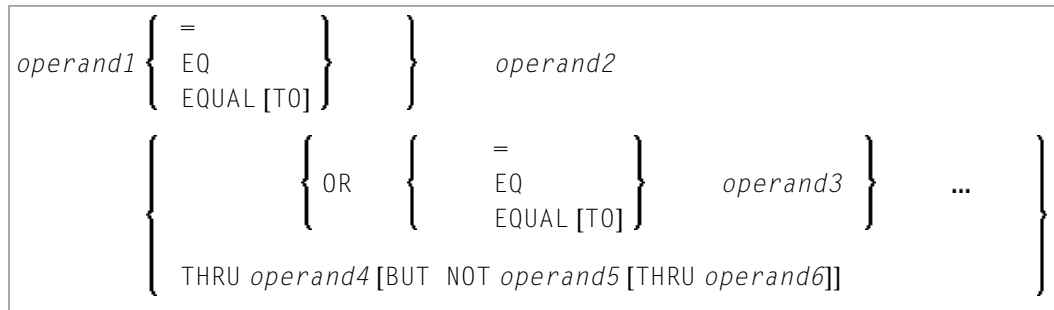 =
operand1 EQ operand2
EQUAL [TO]
=
OR EQ operand3 ...
EQUAL [TO]
THRU operand4 [BUT NOT operand5 [THRU operand6]]